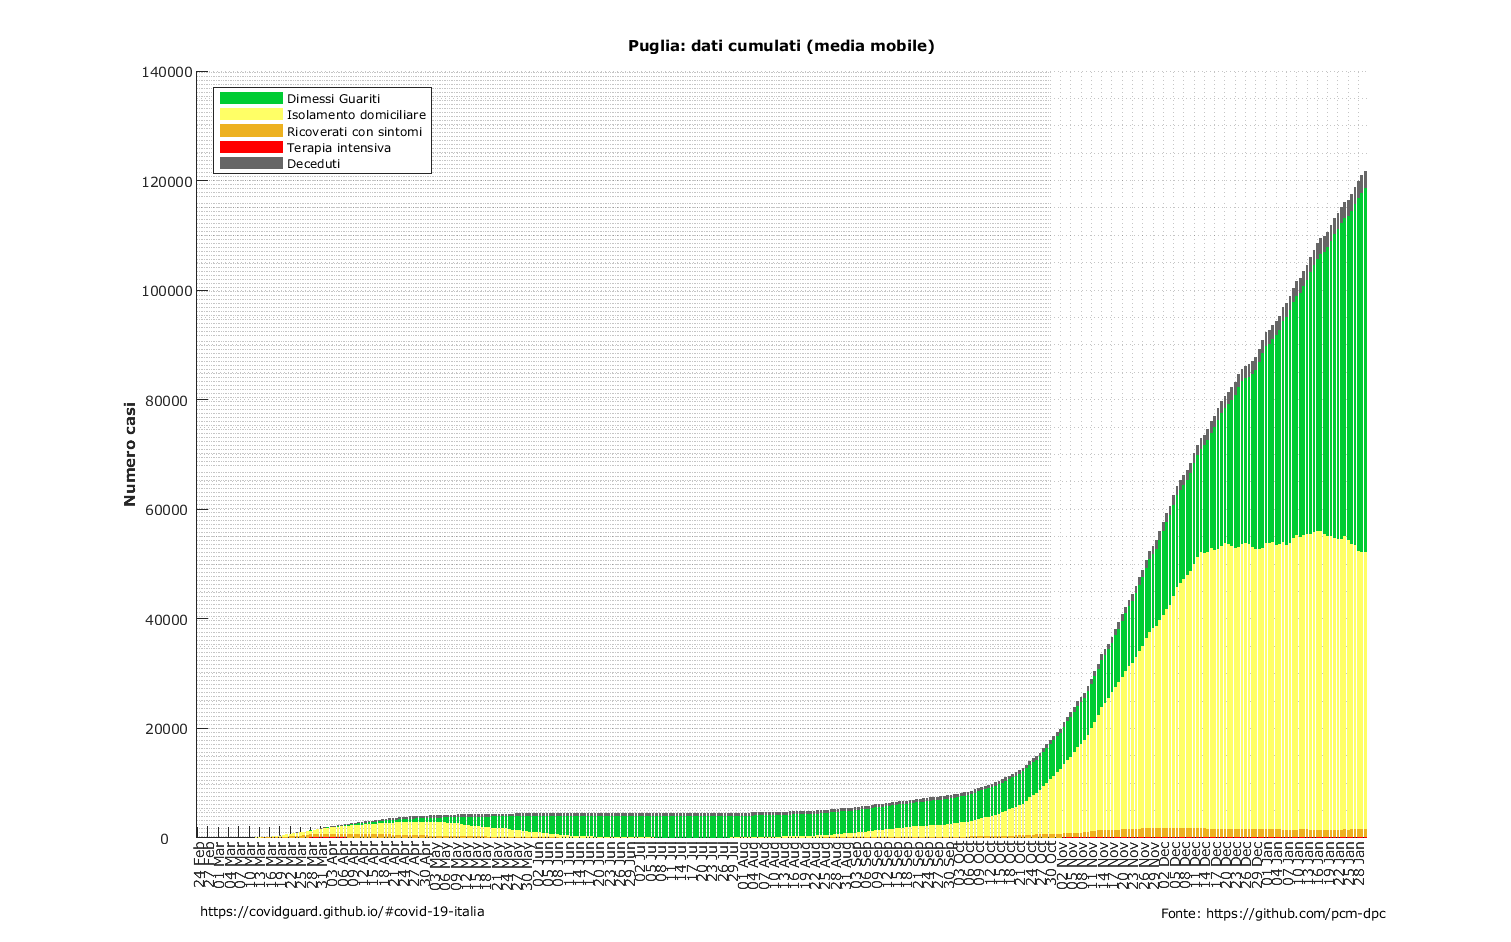 Puglia: dati cumulati (media mobile)
140000
120000
100000
80000
60000
40000
20000
0
Numero casi
Dimessi Guariti
Isolamento domiciliare
Ricoverati con sintomi
Terapia intensiva
Deceduti
24 Feb
27 Feb
01 Mar
04 Mar
07 Mar
10 Mar
13 Mar
16 Mar
19 Mar
22 Mar
25 Mar
28 Mar
31 Mar
03 Apr
06 Apr
09 Apr
12 Apr
15 Apr
18 Apr
21 Apr
24 Apr
27 Apr
30 Apr
03 May
06 May
09 May
12 May
15 May
18 May
21 May
24 May
27 May
30 May
02 Jun
05 Jun
08 Jun
11 Jun
14 Jun
17 Jun
20 Jun
23 Jun
26 Jun
29 Jun
02 Jul
05 Jul
08 Jul
11 Jul
14 Jul
17 Jul
20 Jul
23 Jul
26 Jul
29 Jul
01 Aug
04 Aug
07 Aug
10 Aug
13 Aug
16 Aug
19 Aug
22 Aug
25 Aug
28 Aug
31 Aug
03 Sep
06 Sep
09 Sep
12 Sep
15 Sep
18 Sep
21 Sep
24 Sep
27 Sep
30 Sep
03 Oct
06 Oct
09 Oct
12 Oct
15 Oct
18 Oct
21 Oct
24 Oct
27 Oct
30 Oct
02 Nov
05 Nov
08 Nov
11 Nov
14 Nov
17 Nov
20 Nov
23 Nov
26 Nov
29 Nov
02 Dec
05 Dec
08 Dec
11 Dec
14 Dec
17 Dec
20 Dec
23 Dec
26 Dec
29 Dec
01 Jan
04 Jan
07 Jan
10 Jan
13 Jan
16 Jan
19 Jan
22 Jan
25 Jan
28 Jan
https://covidguard.github.io/#covid-19-italia
Fonte: https://github.com/pcm-dpc